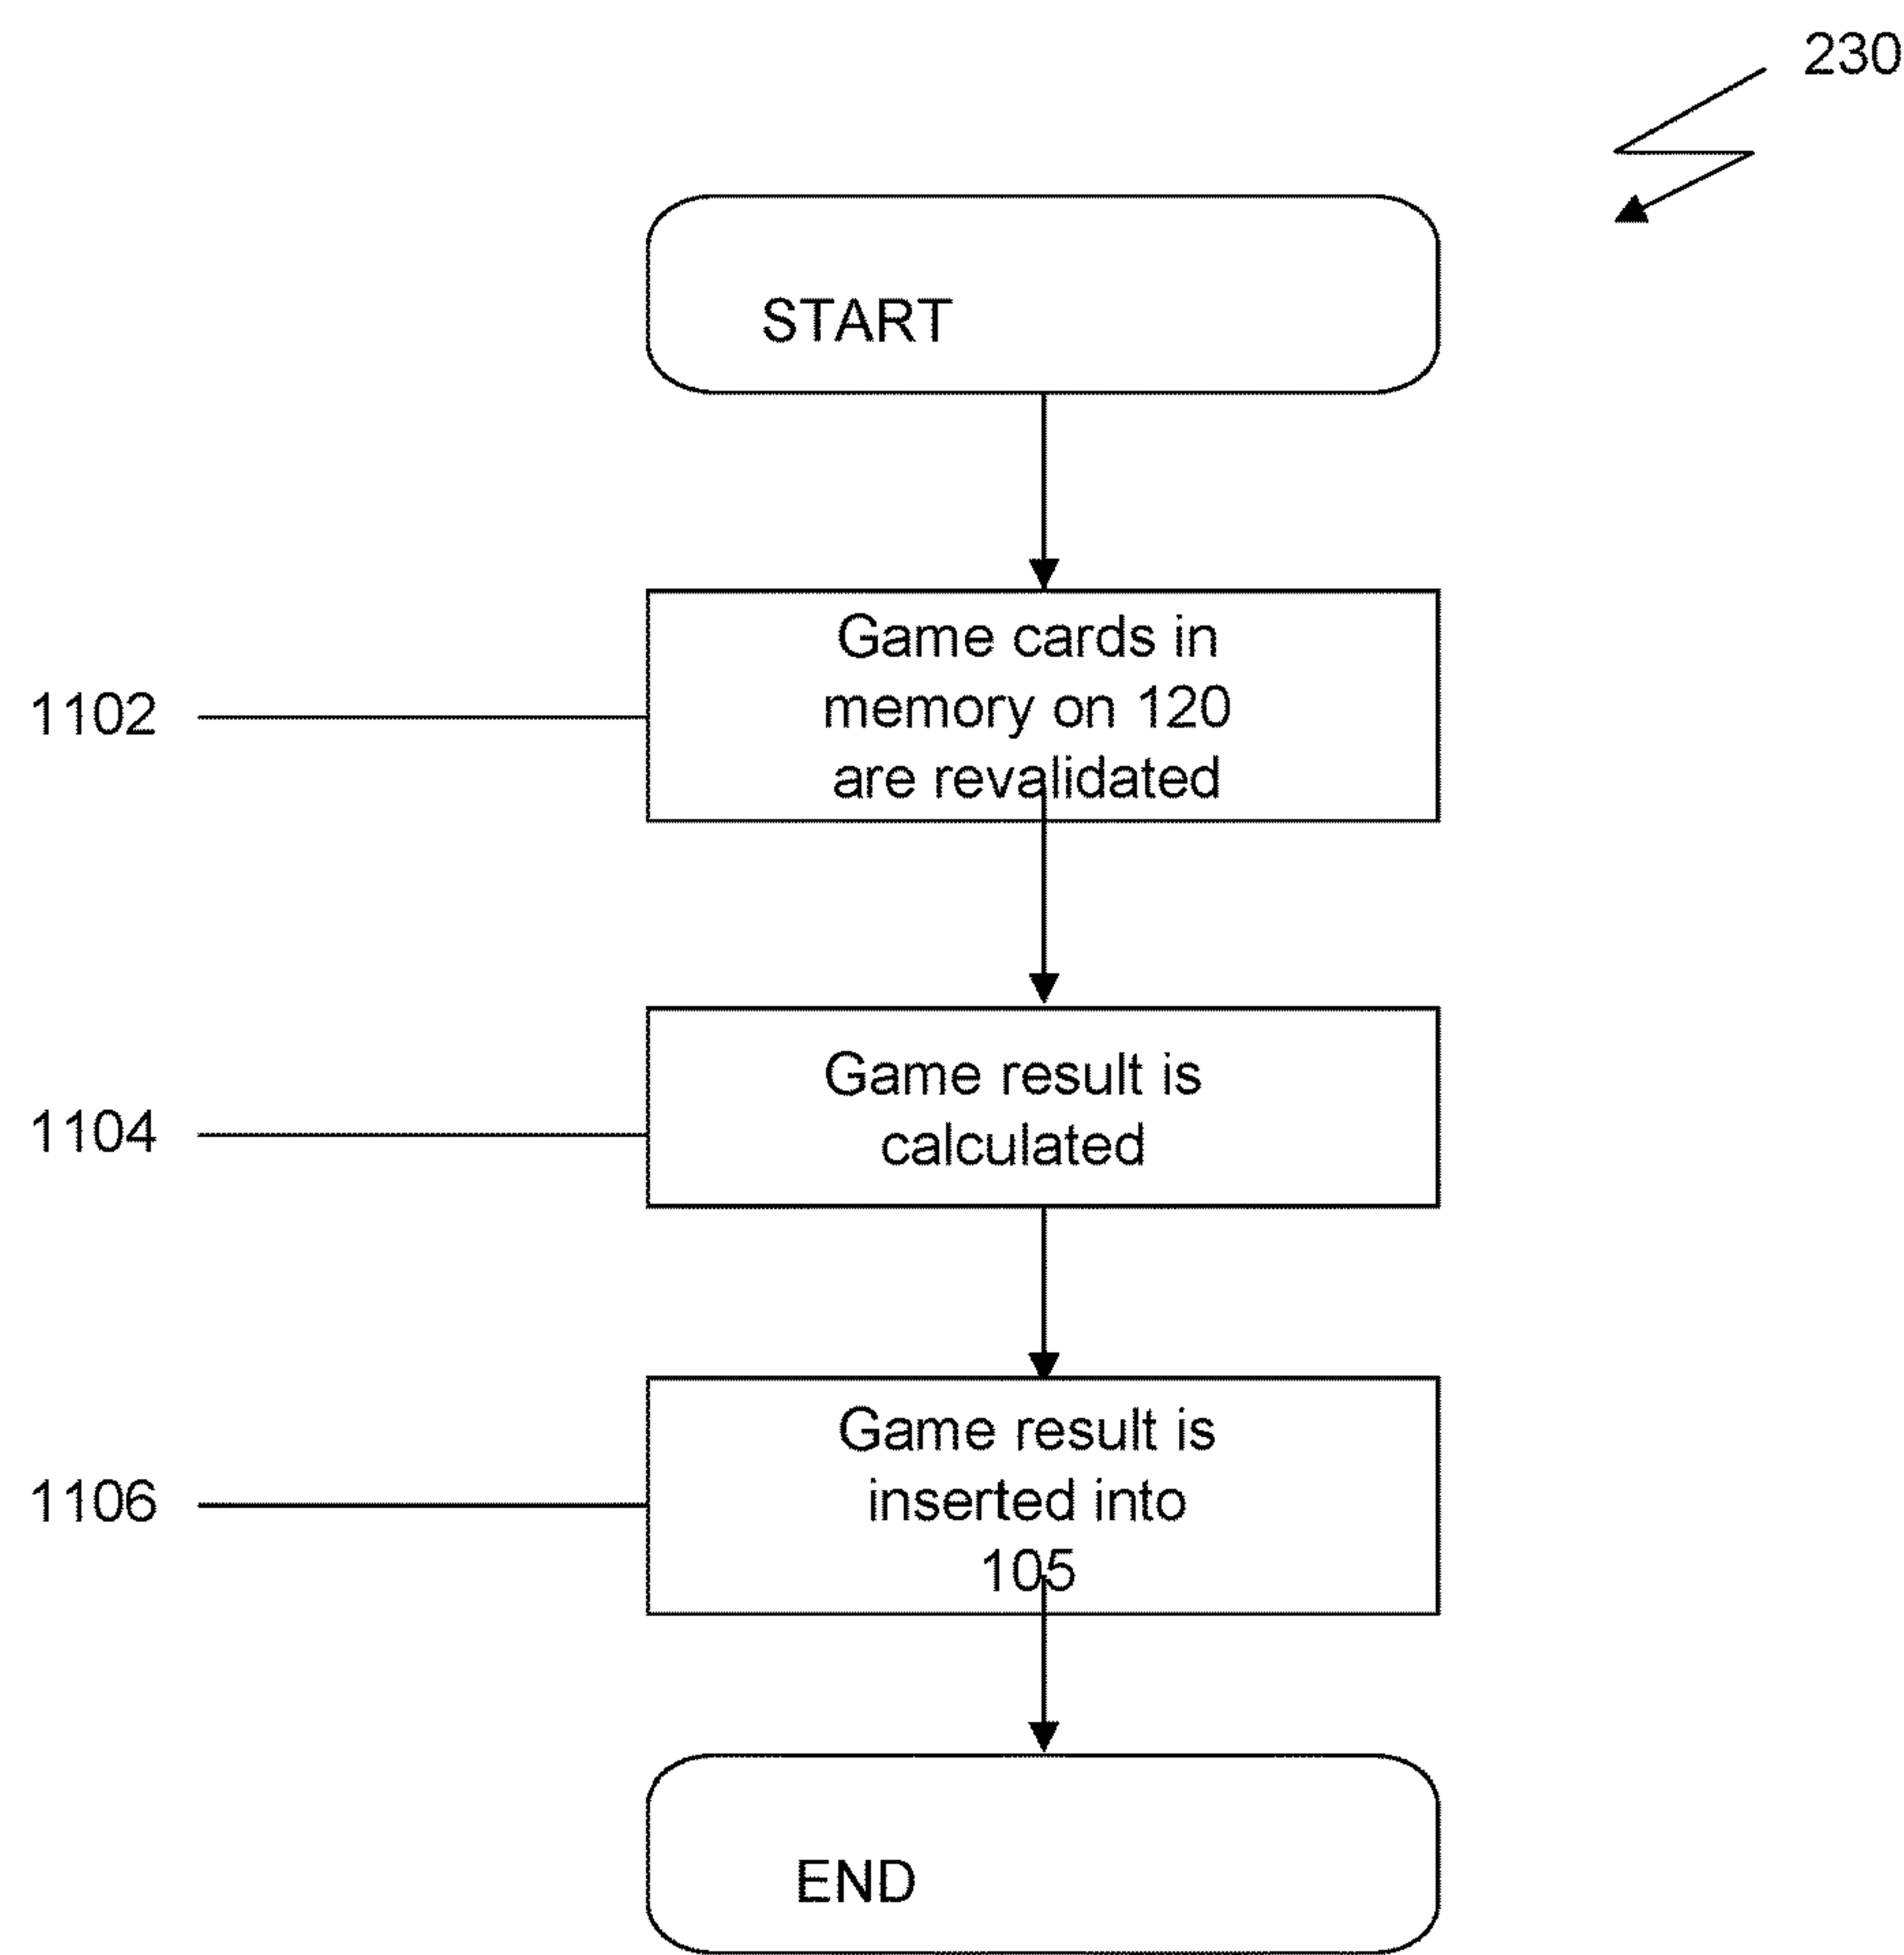 230
START
1102
Game cards in
memory on 120
are revalidated
1104
Game result is
calculated
1106
Game result is
inserted into
105
END